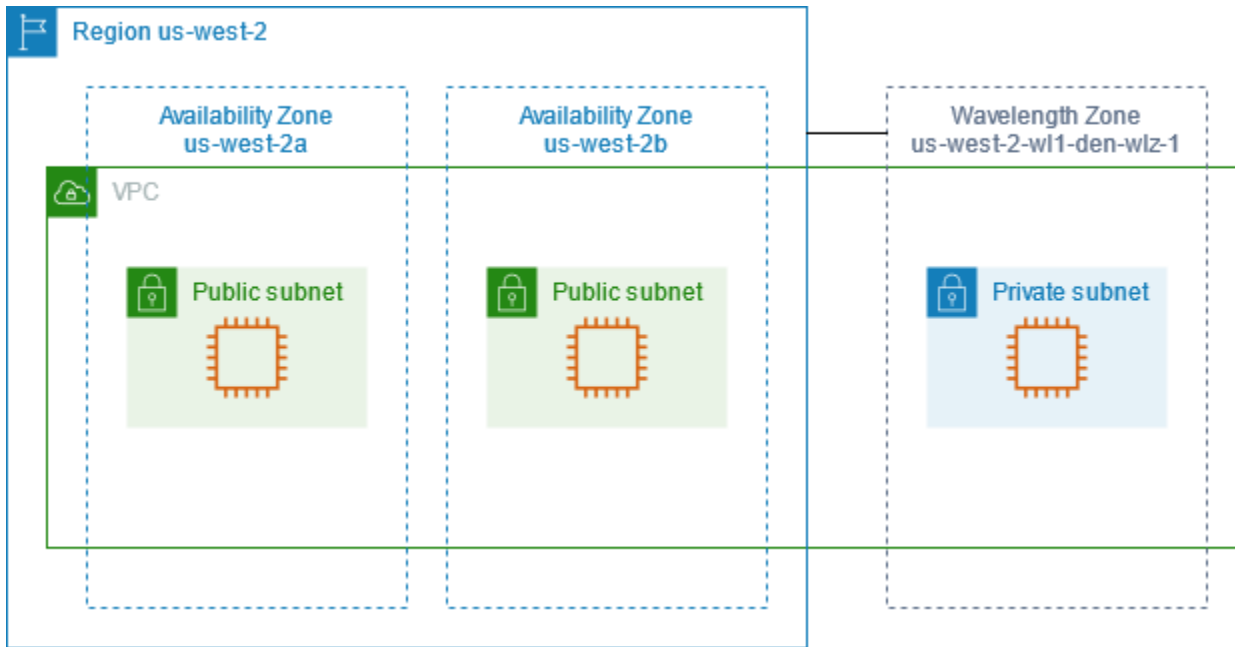 Region us-west-2
Availability Zone
us-west-2a
Availability Zone
us-west-2b
Wavelength Zone
us-west-2-wl1-den-wlz-1
VPC
Public subnet
Public subnet
Private subnet